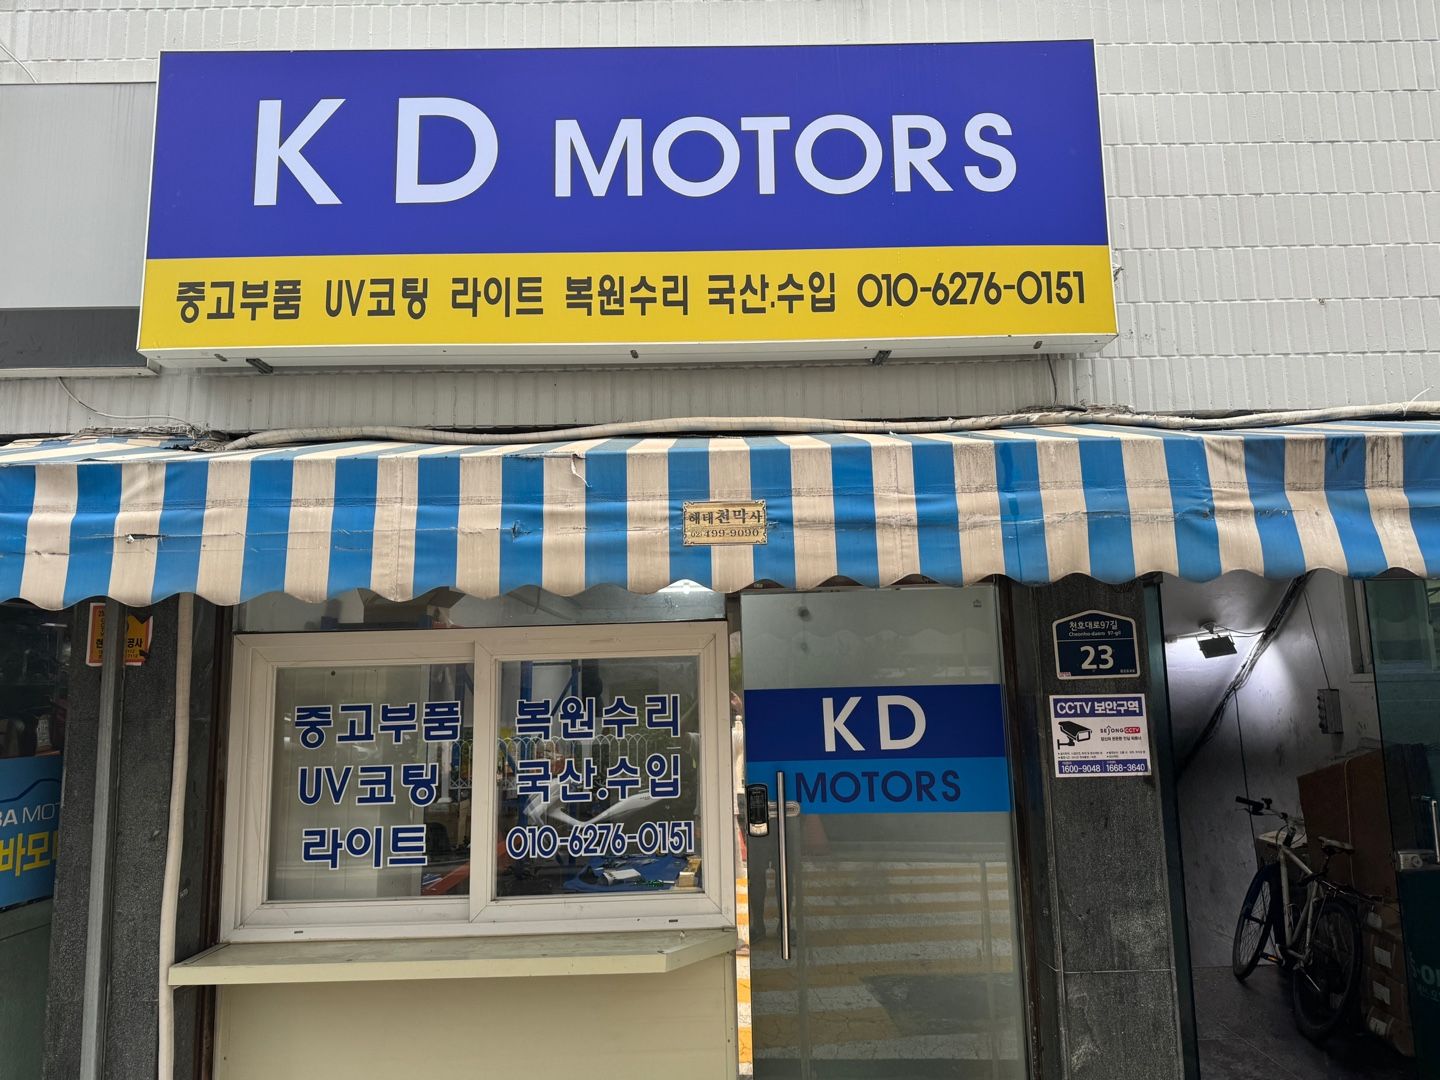 KD MOTORS
중고부품 UV코팅 라이트 복원수리 국산.수입 010-6276-0151
해태천막사
02) 499-9090
중고부품
UV코팅
라이트
복원수리
국산.수입
010-6276-0151
KD
MOTORS
천호대로97길
Cheonho-daero 97-gil
23
CCTV 보안구역
SEJONG CCTV
1600-9048 1668-3640